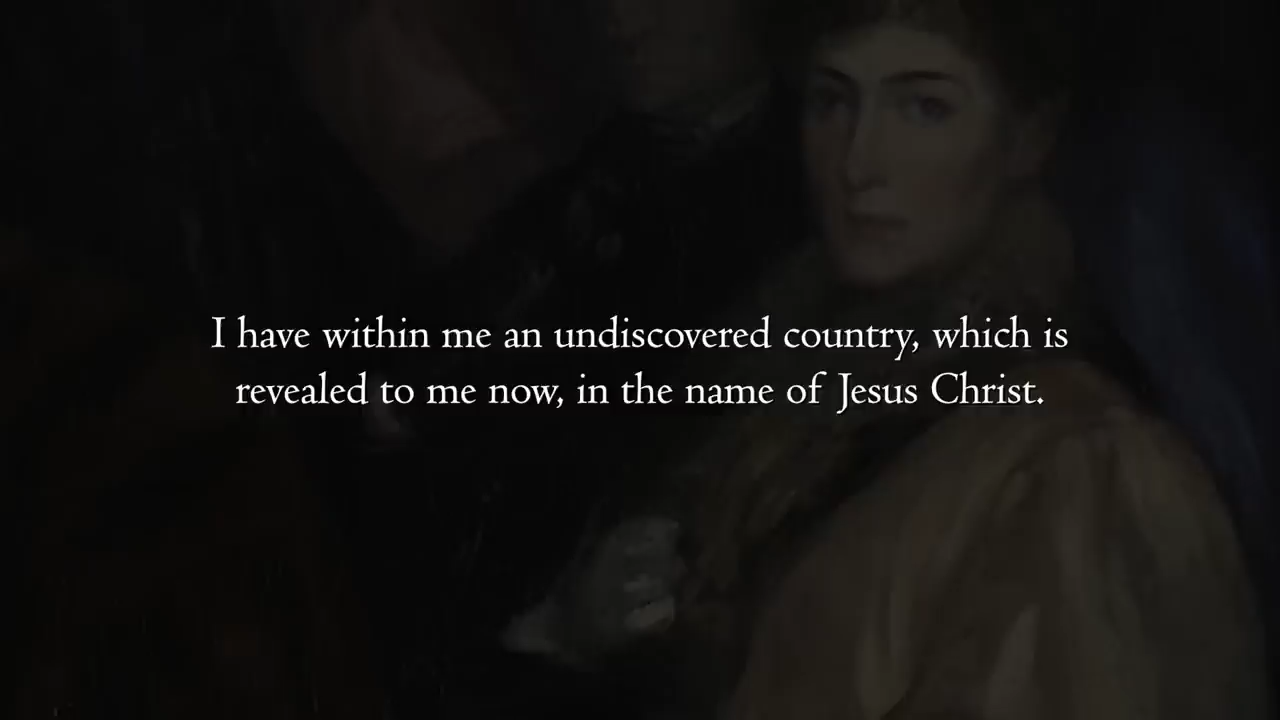 I have within me an undiscovered country, which is
revealed to me now, in the name of Jesus Christ.